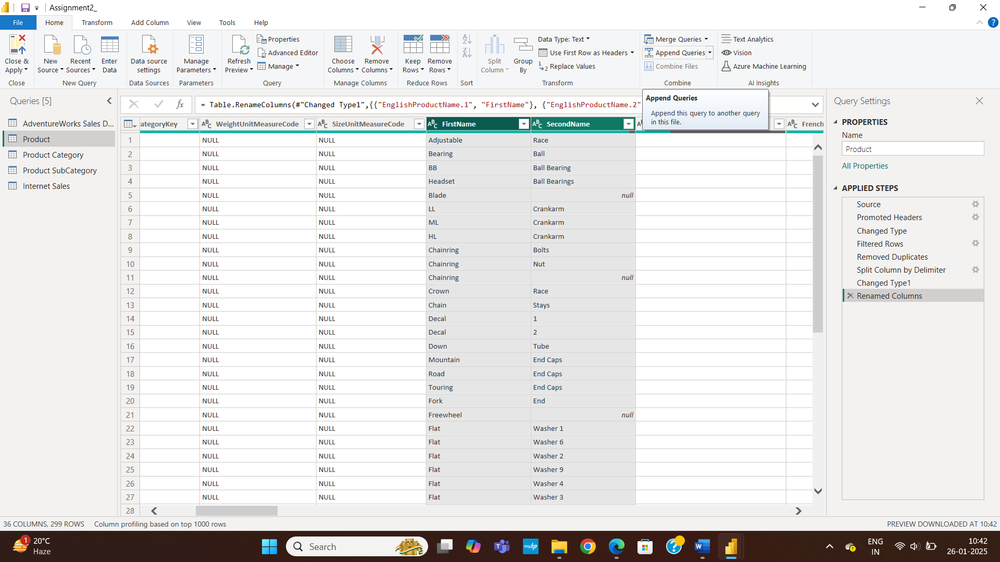 Assignment2_
File
Home
Transform
Add Column
View
Tools
Help
?
Close & Apply
New Source
Recent Sources
Enter Data
Data source settings
Manage Parameters
Refresh Preview
Properties
Advanced Editor
Manage
Choose Columns
Remove Columns
Keep Rows
Remove Rows
Split Column
Group By
Data Type: Text
Use First Row as Headers
Replace Values
Merge Queries
Append Queries
Combine Files
Text Analytics
Vision
Azure Machine Learning
Close
New Query
Data Sources
Parameters
Query
Manage Columns
Reduce Rows
Sort
Transform
Combine
AI Insights
Append Queries
Append this query to another query in this file.
Queries [5]
AdventureWorks Sales D...
Product
Product Category
Product SubCategory
Internet Sales
fx
= Table.RenameColumns(#"Changed Type1",{{"EnglishProductName.1", "FirstName"}, {"EnglishProductName.2"
ategoryKey WeightUnitMeasureCode SizeUnitMeasureCode FirstName SecondName French
1 NULL NULL Adjustable Race
2 NULL NULL Bearing Ball
3 NULL NULL BB Ball Bearing
4 NULL NULL Headset Ball Bearings
5 NULL NULL Blade null
6 NULL NULL LL Crankarm
7 NULL NULL ML Crankarm
8 NULL NULL HL Crankarm
9 NULL NULL Chainring Bolts
10 NULL NULL Chainring Nut
11 NULL NULL Chainring null
12 NULL NULL Crown Race
13 NULL NULL Chain Stays
14 NULL NULL Decal 1
15 NULL NULL Decal 2
16 NULL NULL Down Tube
17 NULL NULL Mountain End Caps
18 NULL NULL Road End Caps
19 NULL NULL Touring End Caps
20 NULL NULL Fork End
21 NULL NULL Freewheel null
22 NULL NULL Flat Washer 1
23 NULL NULL Flat Washer 6
24 NULL NULL Flat Washer 2
25 NULL NULL Flat Washer 9
26 NULL NULL Flat Washer 4
27 NULL NULL Flat Washer 3
28
Query Settings
PROPERTIES
Name
Product
All Properties
APPLIED STEPS
Source
Promoted Headers
Changed Type
Filtered Rows
Removed Duplicates
Split Column by Delimiter
Changed Type1
Renamed Columns
36 COLUMNS, 299 ROWS
Column profiling based on top 1000 rows
PREVIEW DOWNLOADED AT 10:42
1
20°C
Haze
Search
myhp
ENG
IN
10:42
26-01-2025